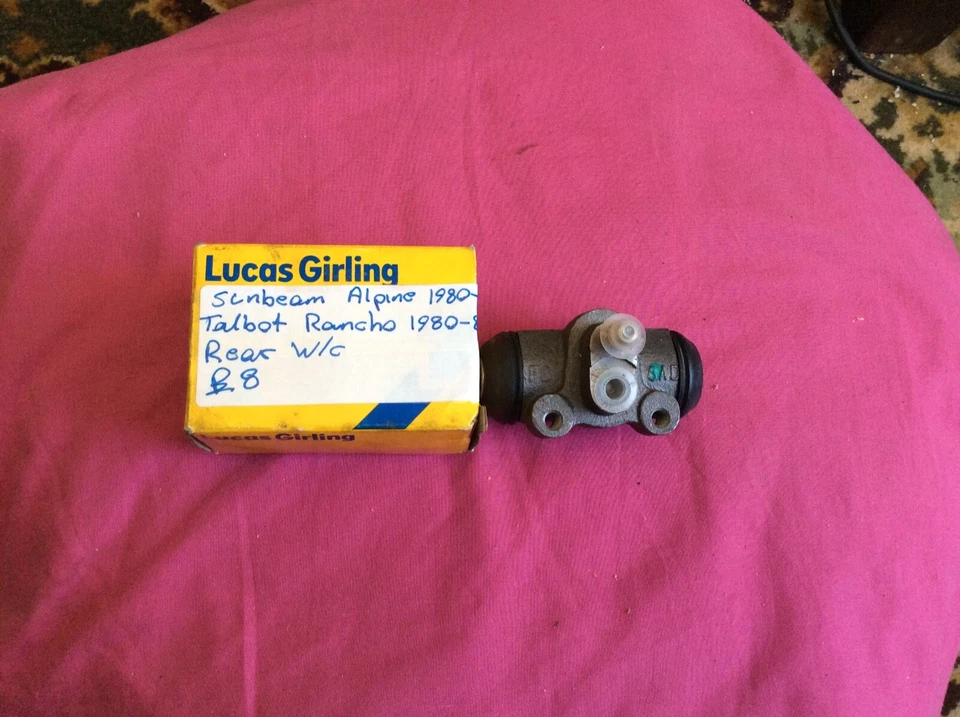 Lucas Girling
Sunbeam Alpine 1980-
Talbot Rancho 1980-8
Rear W/c
£8
Lucas Girling